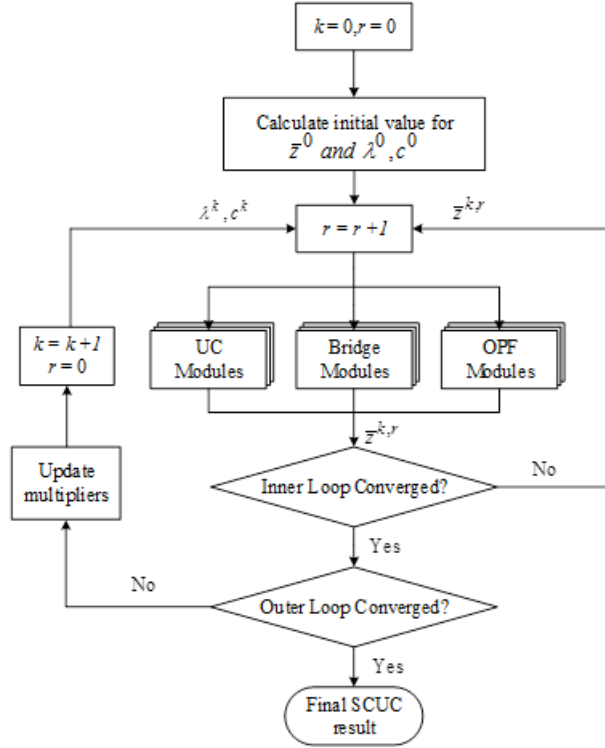 k = 0,r = 0
Calculate initial value for
z̅⁰ and λ⁰,c⁰
λᵏ,cᵏ
z̅ᵏ,ʳ
r = r+1
k = k+1
r = 0
UC
Modules
Bridge
Modules
OPF
Modules
z̅ᵏ,ʳ
Update
multipliers
Inner Loop Converged?
No
Yes
No
Outer Loop Converged?
Yes
Final SCUC
result